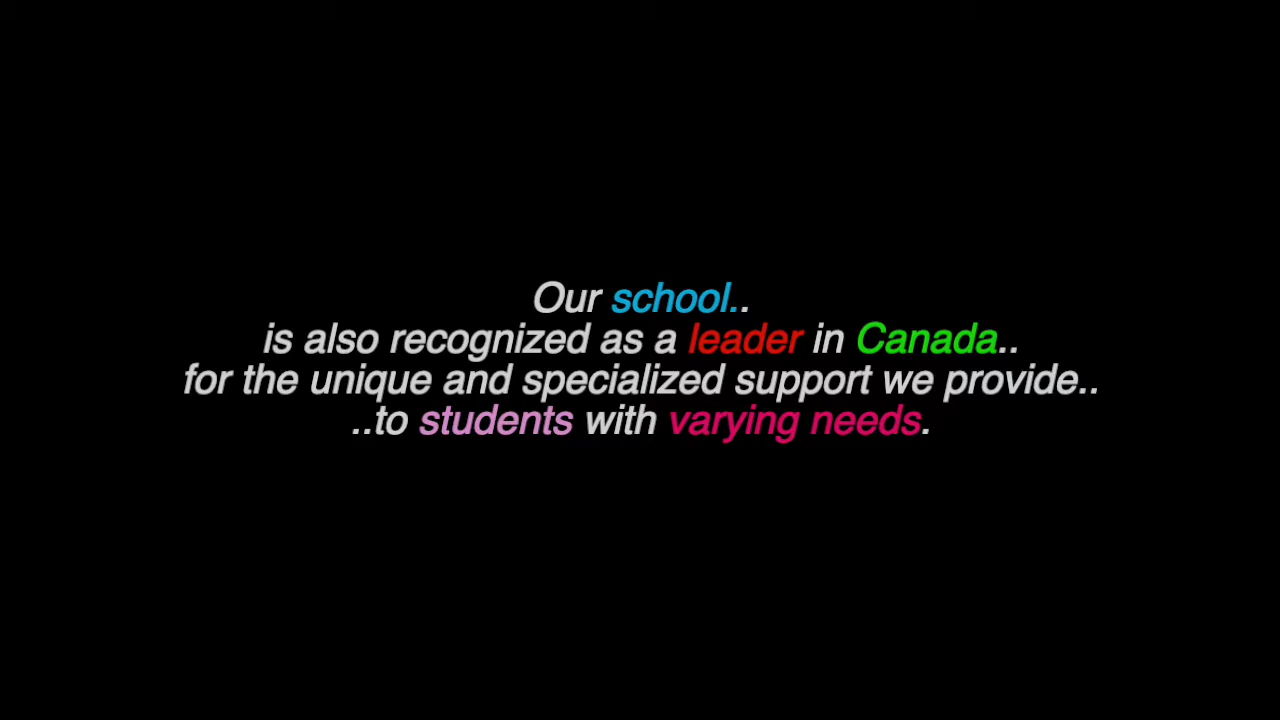 Our school..
is also recognized as a leader in Canada..
for the unique and specialized support we provide..
..to students with varying needs.